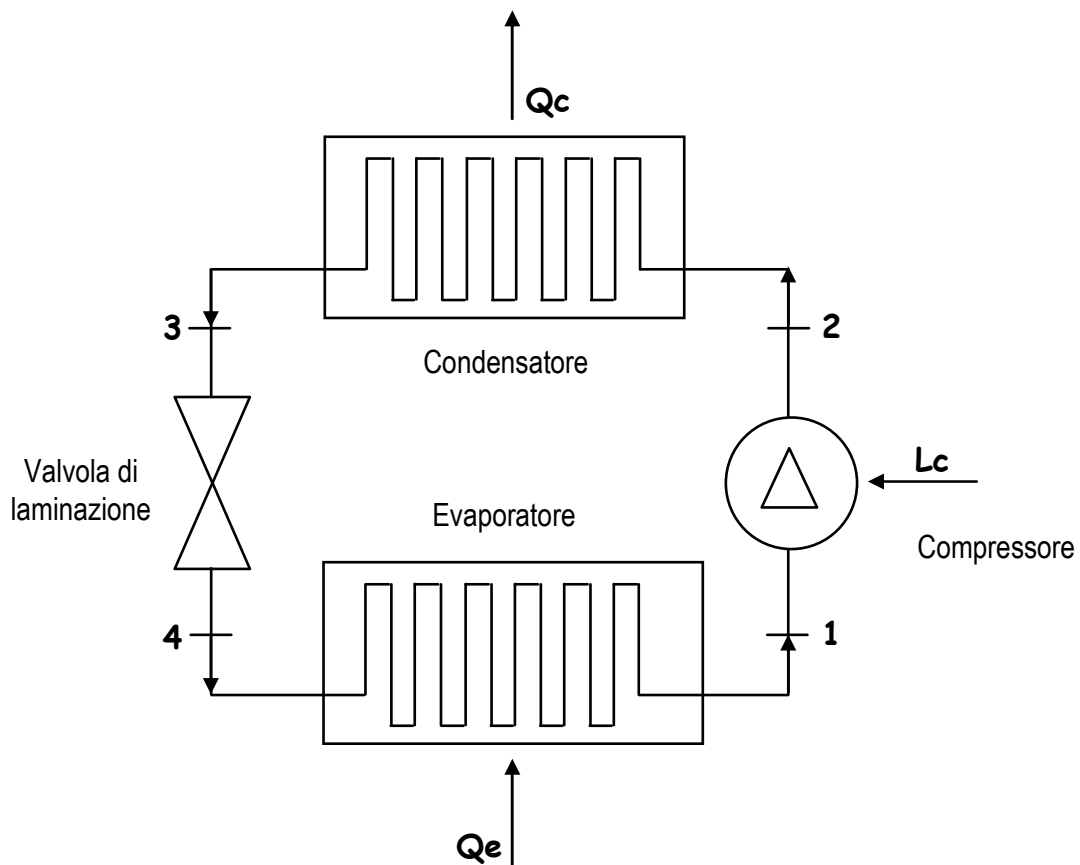 Qc
3
2
Condensatore
Valvola di
laminazione
Lc
Evaporatore
Compressore
4
1
Qe